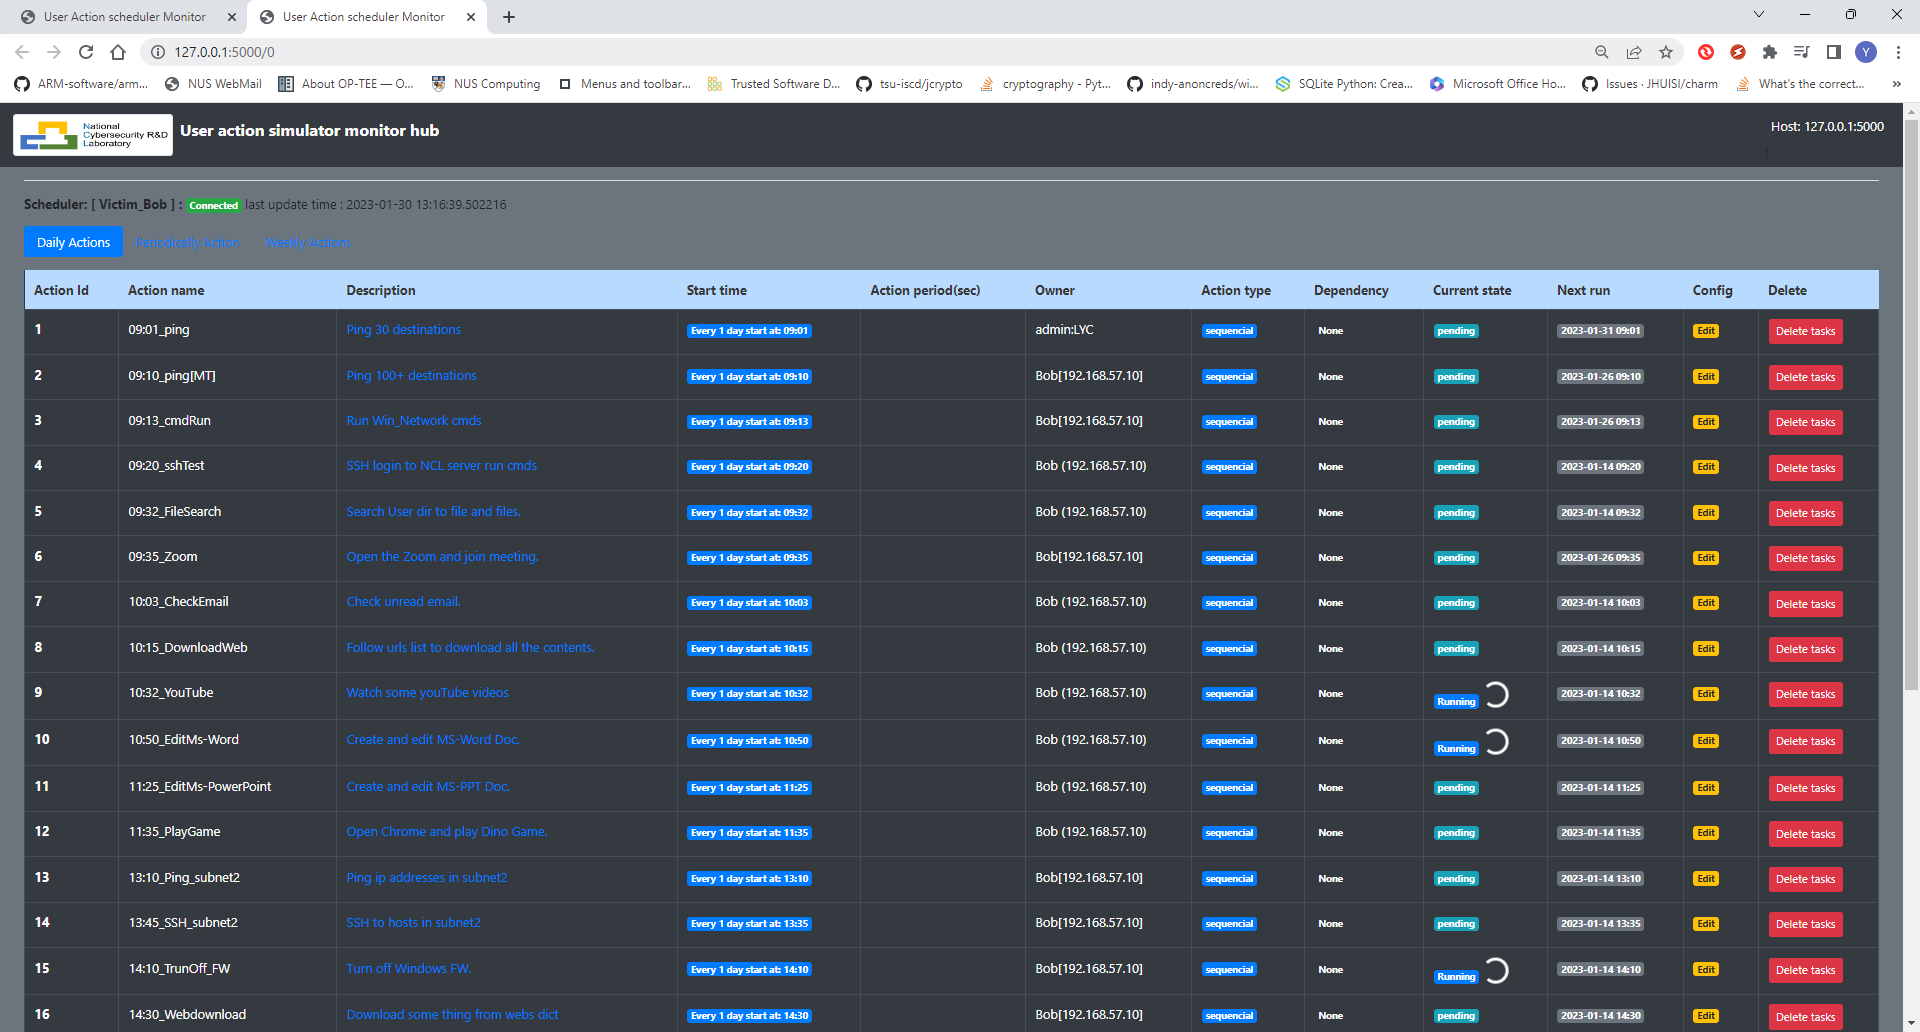 User Action scheduler Monitor
User Action scheduler Monitor
127.0.0.1:5000/0
Y
ARM-software/arm... NUS WebMail About OP-TEE — O... NUS Computing Menus and toolbar... Trusted Software D... tsu-iscd/jcrypto cryptography - Pyt... indy-anoncreds/wi... SQLite Python: Crea... Microsoft Office Ho... Issues · JHUISI/charm What's the correct... »
National Cybersecurity R&D Laboratory
User action simulator monitor hub
Host: 127.0.0.1:5000
Scheduler: [ Victim_Bob ] : Connected last update time : 2023-01-30 13:16:39.502216
Daily Actions Periodically Action Weekly Actions
Action Id Action name Description Start time Action period(sec) Owner Action type Dependency Current state Next run Config Delete
1 09:01_ping Ping 30 destinations Every 1 day start at: 09:01 admin:LYC sequencial None pending 2023-01-31 09:01 Edit Delete tasks
2 09:10_ping[MT] Ping 100+ destinations Every 1 day start at: 09:10 Bob[192.168.57.10] sequencial None pending 2023-01-26 09:10 Edit Delete tasks
3 09:13_cmdRun Run Win_Network cmds Every 1 day start at: 09:13 Bob[192.168.57.10] sequencial None pending 2023-01-26 09:13 Edit Delete tasks
4 09:20_sshTest SSH login to NCL server run cmds Every 1 day start at: 09:20 Bob (192.168.57.10) sequencial None pending 2023-01-14 09:20 Edit Delete tasks
5 09:32_FileSearch Search User dir to file and files. Every 1 day start at: 09:32 Bob (192.168.57.10) sequencial None pending 2023-01-14 09:32 Edit Delete tasks
6 09:35_Zoom Open the Zoom and join meeting. Every 1 day start at: 09:35 Bob[192.168.57.10] sequencial None pending 2023-01-26 09:35 Edit Delete tasks
7 10:03_CheckEmail Check unread email. Every 1 day start at: 10:03 Bob (192.168.57.10) sequencial None pending 2023-01-14 10:03 Edit Delete tasks
8 10:15_DownloadWeb Follow urls list to download all the contents. Every 1 day start at: 10:15 Bob (192.168.57.10) sequencial None pending 2023-01-14 10:15 Edit Delete tasks
9 10:32_YouTube Watch some youTube videos Every 1 day start at: 10:32 Bob (192.168.57.10) sequencial None Running 2023-01-14 10:32 Edit Delete tasks
10 10:50_EditMs-Word Create and edit MS-Word Doc. Every 1 day start at: 10:50 Bob (192.168.57.10) sequencial None Running 2023-01-14 10:50 Edit Delete tasks
11 11:25_EditMs-PowerPoint Create and edit MS-PPT Doc. Every 1 day start at: 11:25 Bob (192.168.57.10) sequencial None pending 2023-01-14 11:25 Edit Delete tasks
12 11:35_PlayGame Open Chrome and play Dino Game. Every 1 day start at: 11:35 Bob (192.168.57.10) sequencial None pending 2023-01-14 11:35 Edit Delete tasks
13 13:10_Ping_subnet2 Ping ip addresses in subnet2 Every 1 day start at: 13:10 Bob[192.168.57.10] sequencial None pending 2023-01-14 13:10 Edit Delete tasks
14 13:45_SSH_subnet2 SSH to hosts in subnet2 Every 1 day start at: 13:35 Bob[192.168.57.10] sequencial None pending 2023-01-14 13:35 Edit Delete tasks
15 14:10_TrunOff_FW Turn off Windows FW. Every 1 day start at: 14:10 Bob[192.168.57.10] sequencial None Running 2023-01-14 14:10 Edit Delete tasks
16 14:30_Webdownload Download some thing from webs dict Every 1 day start at: 14:30 Bob[192.168.57.10] sequencial None pending 2023-01-14 14:30 Edit Delete tasks